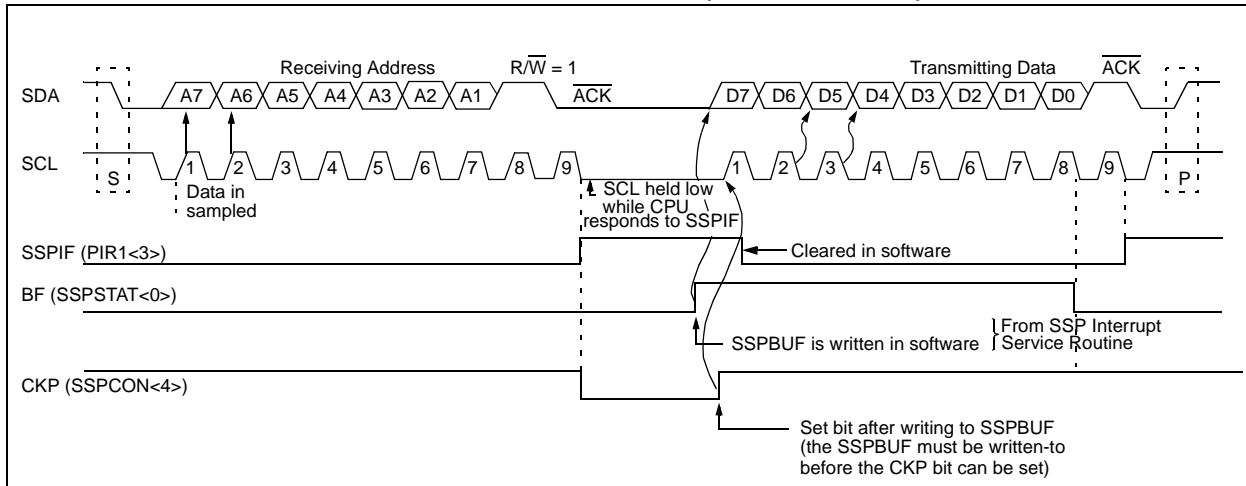 Receiving Address R/W = 1 Transmitting Data ACK
SDA A7 A6 A5 A4 A3 A2 A1 ACK D7 D6 D5 D4 D3 D2 D1 D0
SCL S 1 2 3 4 5 6 7 8 9 1 2 3 4 5 6 7 8 9 P
Data in
sampled
SCL held low
while CPU
responds to SSPIF
SSPIF (PIR1<3>)
Cleared in software
BF (SSPSTAT<0>)
SSPBUF is written in software
From SSP Interrupt
Service Routine
CKP (SSPCON<4>)
Set bit after writing to SSPBUF
(the SSPBUF must be written-to
before the CKP bit can be set)